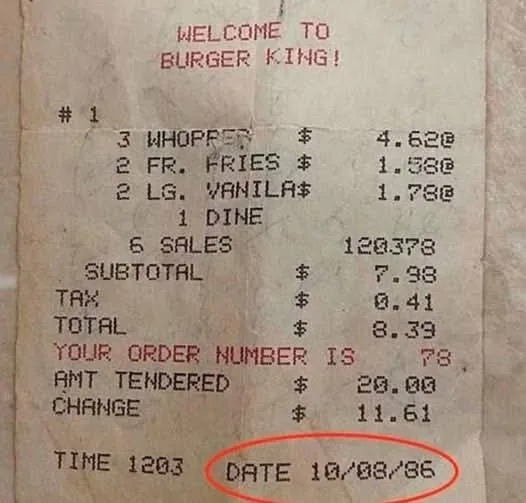 WELCOME TO
BURGER KING!
# 1
3 WHOPPER $ 4.62@
2 FR. FRIES $ 1.58@
2 LG. VANILA$ 1.78@
1 DINE
6 SALES 120378
SUBTOTAL $ 7.98
TAX $ 0.41
TOTAL $ 8.39
YOUR ORDER NUMBER IS 78
AMT TENDERED $ 20.00
CHANGE $ 11.61
TIME 1203 DATE 10/08/86